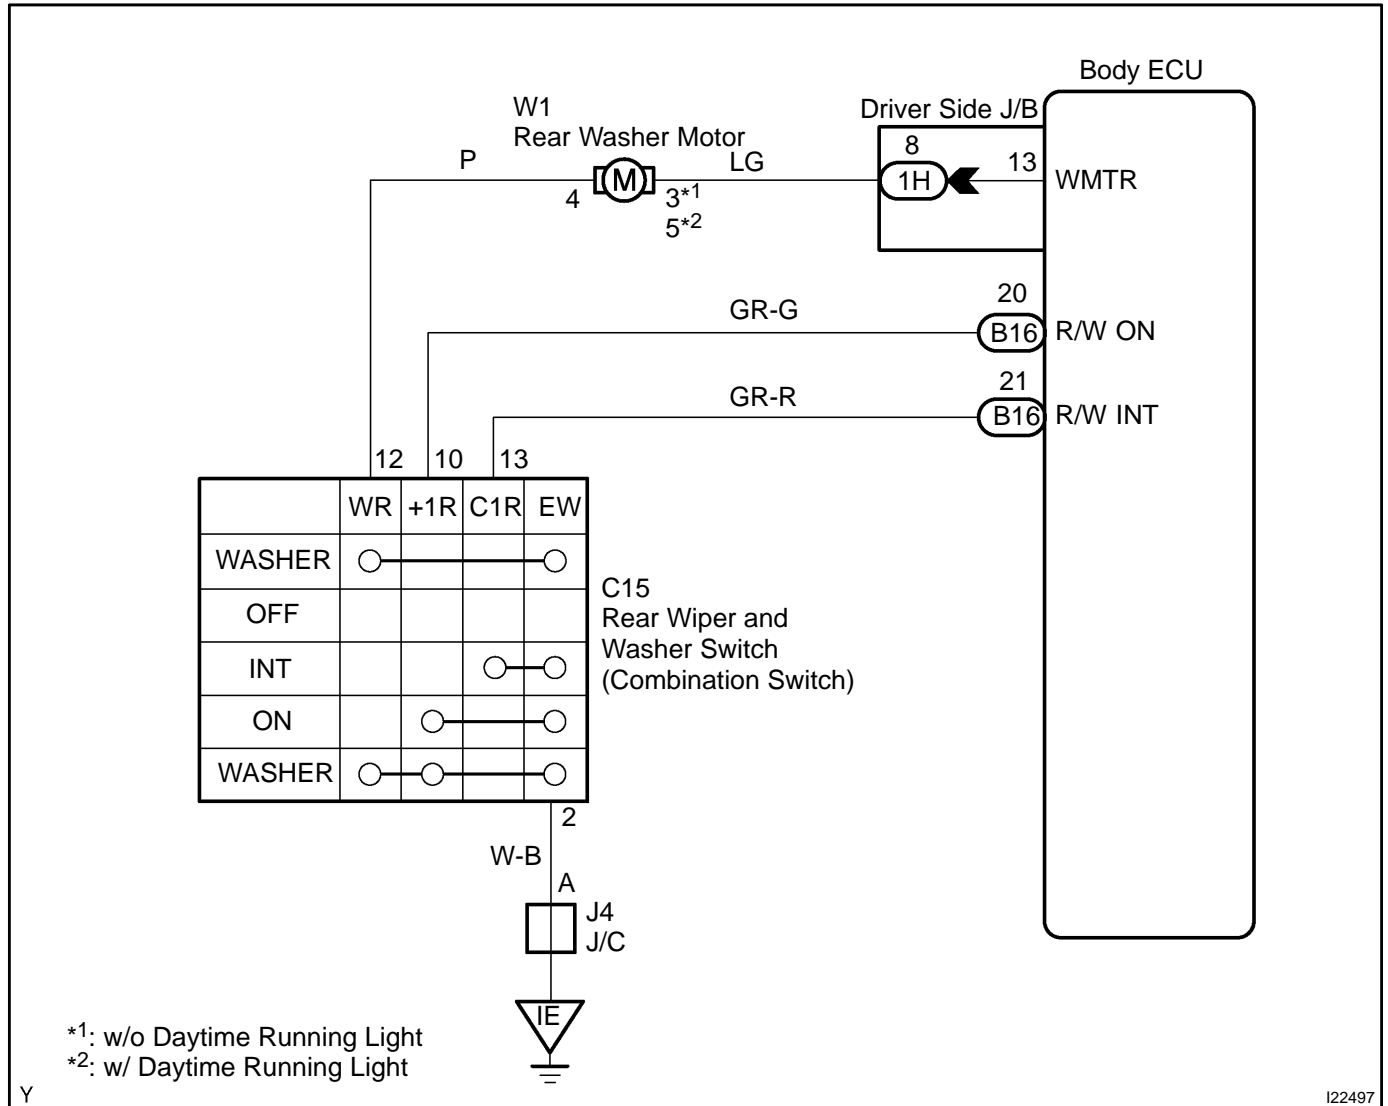 Body ECU
W1
Rear Washer Motor
Driver Side J/B
P
LG
8
13
M
1H
WMTR
4
3*1
5*2
20
GR-G
B16
R/W ON
21
GR-R
B16
R/W INT
12
10
13
WR
+1R
C1R
EW
WASHER
OFF
INT
ON
WASHER
C15
Rear Wiper and
Washer Switch
(Combination Switch)
2
W-B
A
J4
J/C
IE
*1: w/o Daytime Running Light
*2: w/ Daytime Running Light
Y
I22497